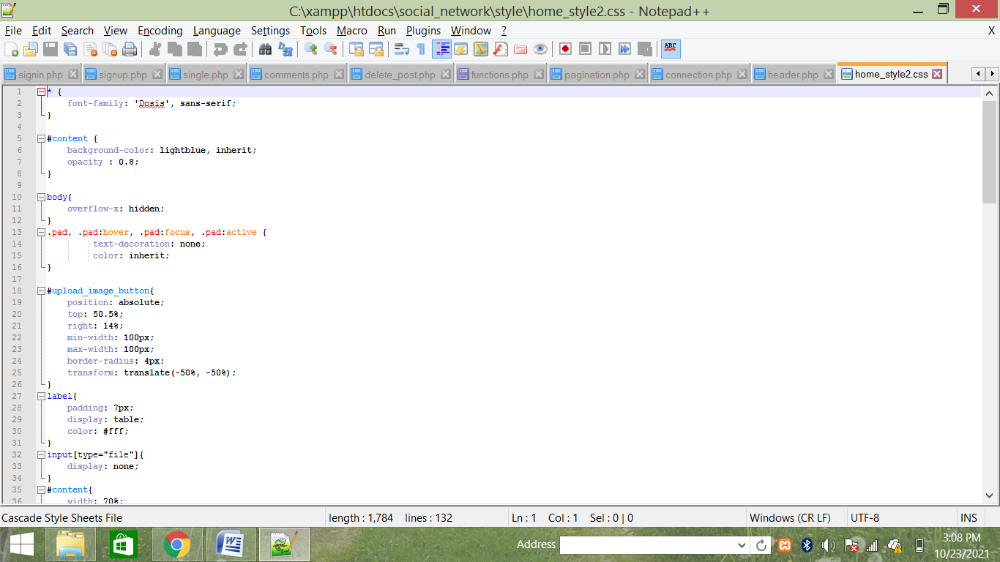 C:\xampp\htdocs\social_network\style\home_style2.css - Notepad++
File Edit Search View Encoding Language Settings Tools Macro Run Plugins Window ? X
ABC
signin.php signup.php single.php comments.php delete_post.php functions.php pagination.php connection.php header.php home_style2.css
1 * {
2 font-family: 'Dosis', sans-serif;
3 }
4
5 #content {
6 background-color: lightblue, inherit;
7 opacity : 0.8;
8 }
9
10 body{
11 overflow-x: hidden;
12 }
13 .pad, .pad:hover, .pad:focus, .pad:active {
14 text-decoration: none;
15 color: inherit;
16 }
17
18 #upload_image_button{
19 position: absolute;
20 top: 50.5%;
21 right: 14%;
22 min-width: 100px;
23 max-width: 100px;
24 border-radius: 4px;
25 transform: translate(-50%, -50%);
26 }
27 label{
28 padding: 7px;
29 display: table;
30 color: #fff;
31 }
32 input[type="file"]{
33 display: none;
34 }
35 #content{
36 width: 70%;
Cascade Style Sheets File length : 1,784 lines : 132 Ln : 1 Col : 1 Sel : 0 | 0 Windows (CR LF) UTF-8 INS
Address
3:08 PM
10/23/2021